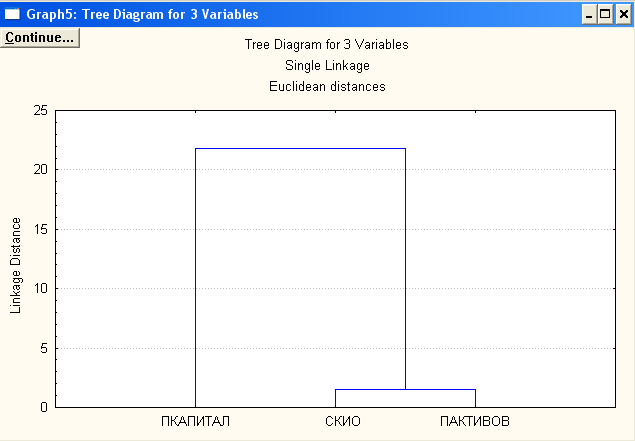 Graph5: Tree Diagram for 3 Variables
Continue...
Tree Diagram for 3 Variables
Single Linkage
Euclidean distances
Linkage Distance
25
20
15
10
5
0
ПКАПИТАЛ СКИО ПАКТИВОВ